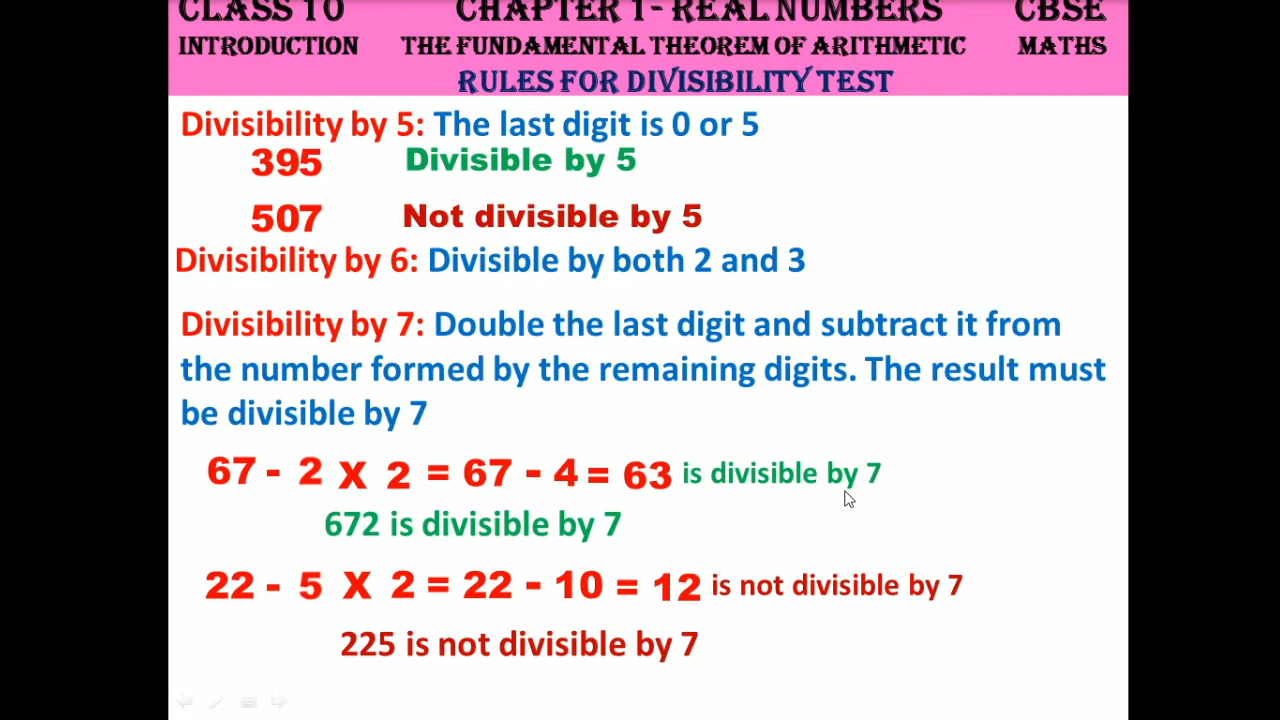 CLASS 10 CHAPTER 1- REAL NUMBERS CBSE
INTRODUCTION THE FUNDAMENTAL THEOREM OF ARITHMETIC MATHS
RULES FOR DIVISIBILITY TEST
Divisibility by 5: The last digit is 0 or 5
395 Divisible by 5
507 Not divisible by 5
Divisibility by 6: Divisible by both 2 and 3
Divisibility by 7: Double the last digit and subtract it from
the number formed by the remaining digits. The result must
be divisible by 7
67 - 2 X 2 = 67 - 4 = 63 is divisible by 7
672 is divisible by 7
22 - 5 X 2 = 22 - 10 = 12 is not divisible by 7
225 is not divisible by 7